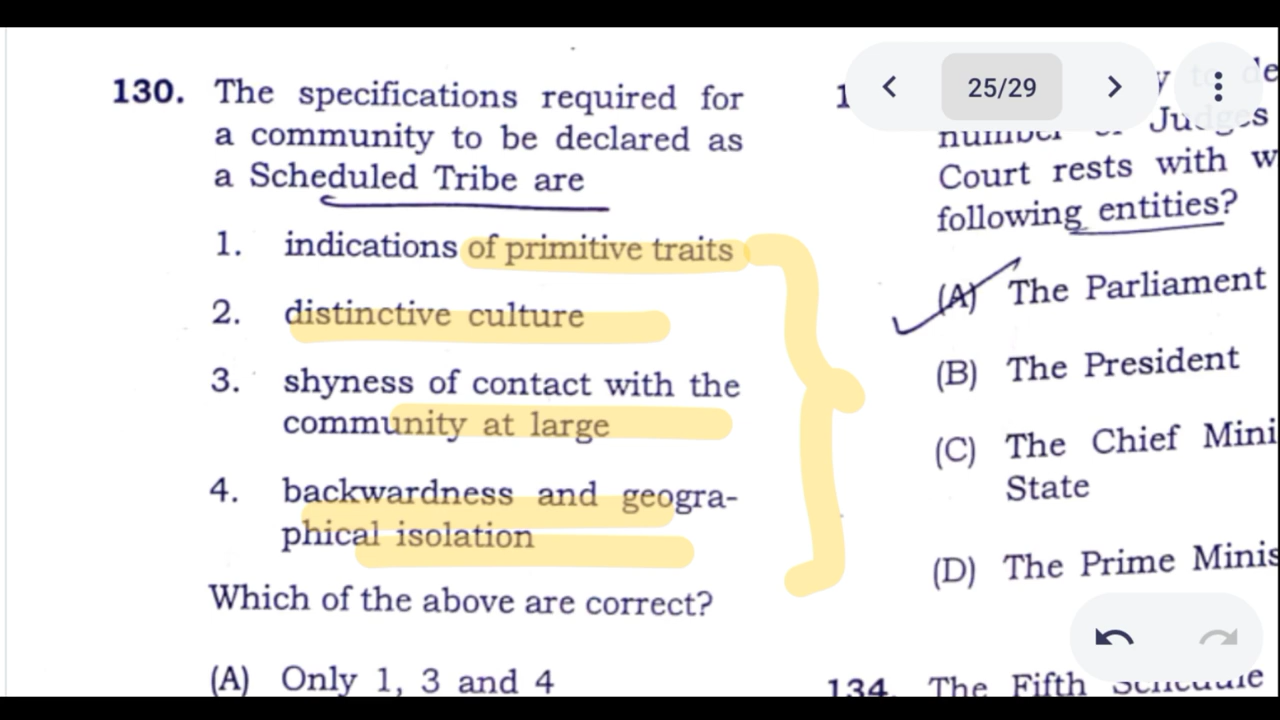 130. The specifications required for
a community to be declared as
a Scheduled Tribe are
1. indications of primitive traits
2. distinctive culture
3. shyness of contact with the
community at large
4. backwardness and geogra-
phical isolation
Which of the above are correct?
(A) Only 1, 3 and 4
25/29
number Judges
Court rests with
following entities?
(A) The Parliament
(B) The President
(C) The Chief Mini
State
(D) The Prime Minis
134. The Fifth Schedule